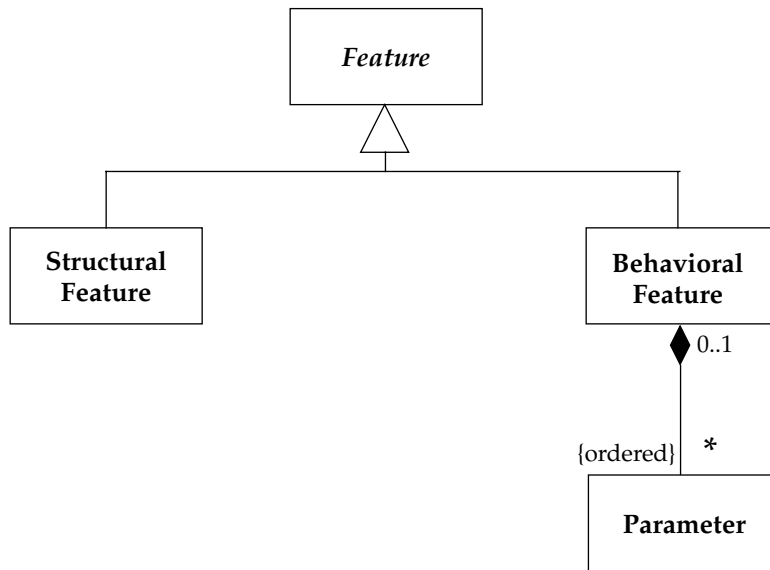 Feature
Structural
Feature
Behavioral
Feature
0..1
{ordered} *
Parameter